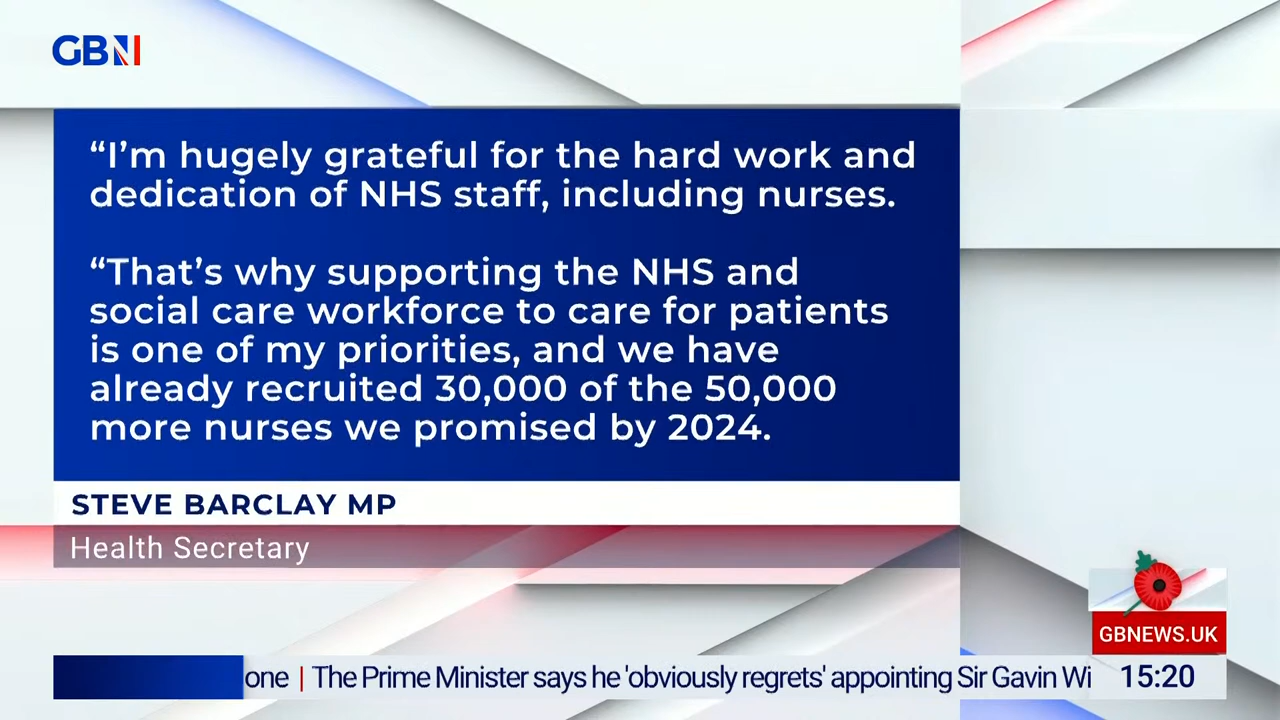 GBN
“I’m hugely grateful for the hard work and
dedication of NHS staff, including nurses.
“That’s why supporting the NHS and
social care workforce to care for patients
is one of my priorities, and we have
already recruited 30,000 of the 50,000
more nurses we promised by 2024.
STEVE BARCLAY MP
Health Secretary
GBNEWS.UK
one | The Prime Minister says he 'obviously regrets' appointing Sir Gavin Wi
15:20